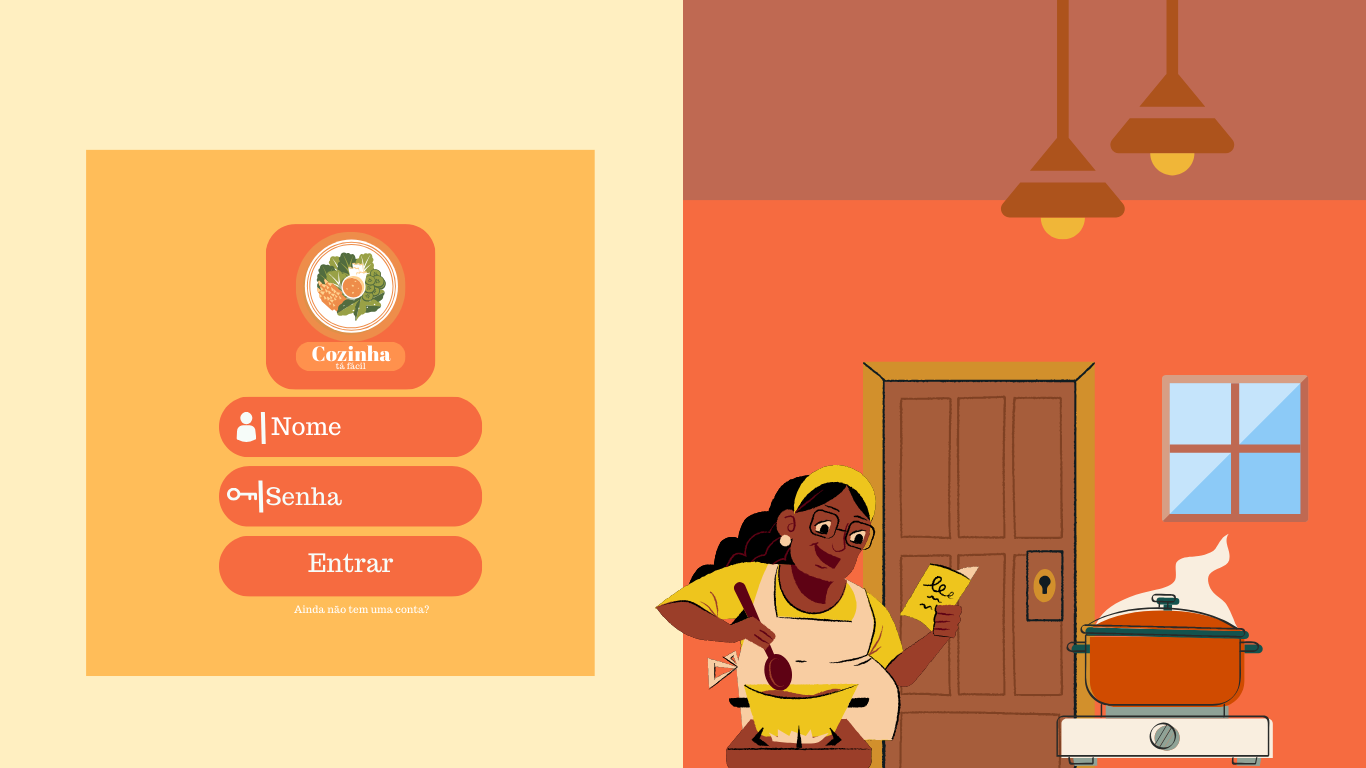 Cozinha
tá fácil
Nome
Senha
Entrar
Ainda não tem uma conta?